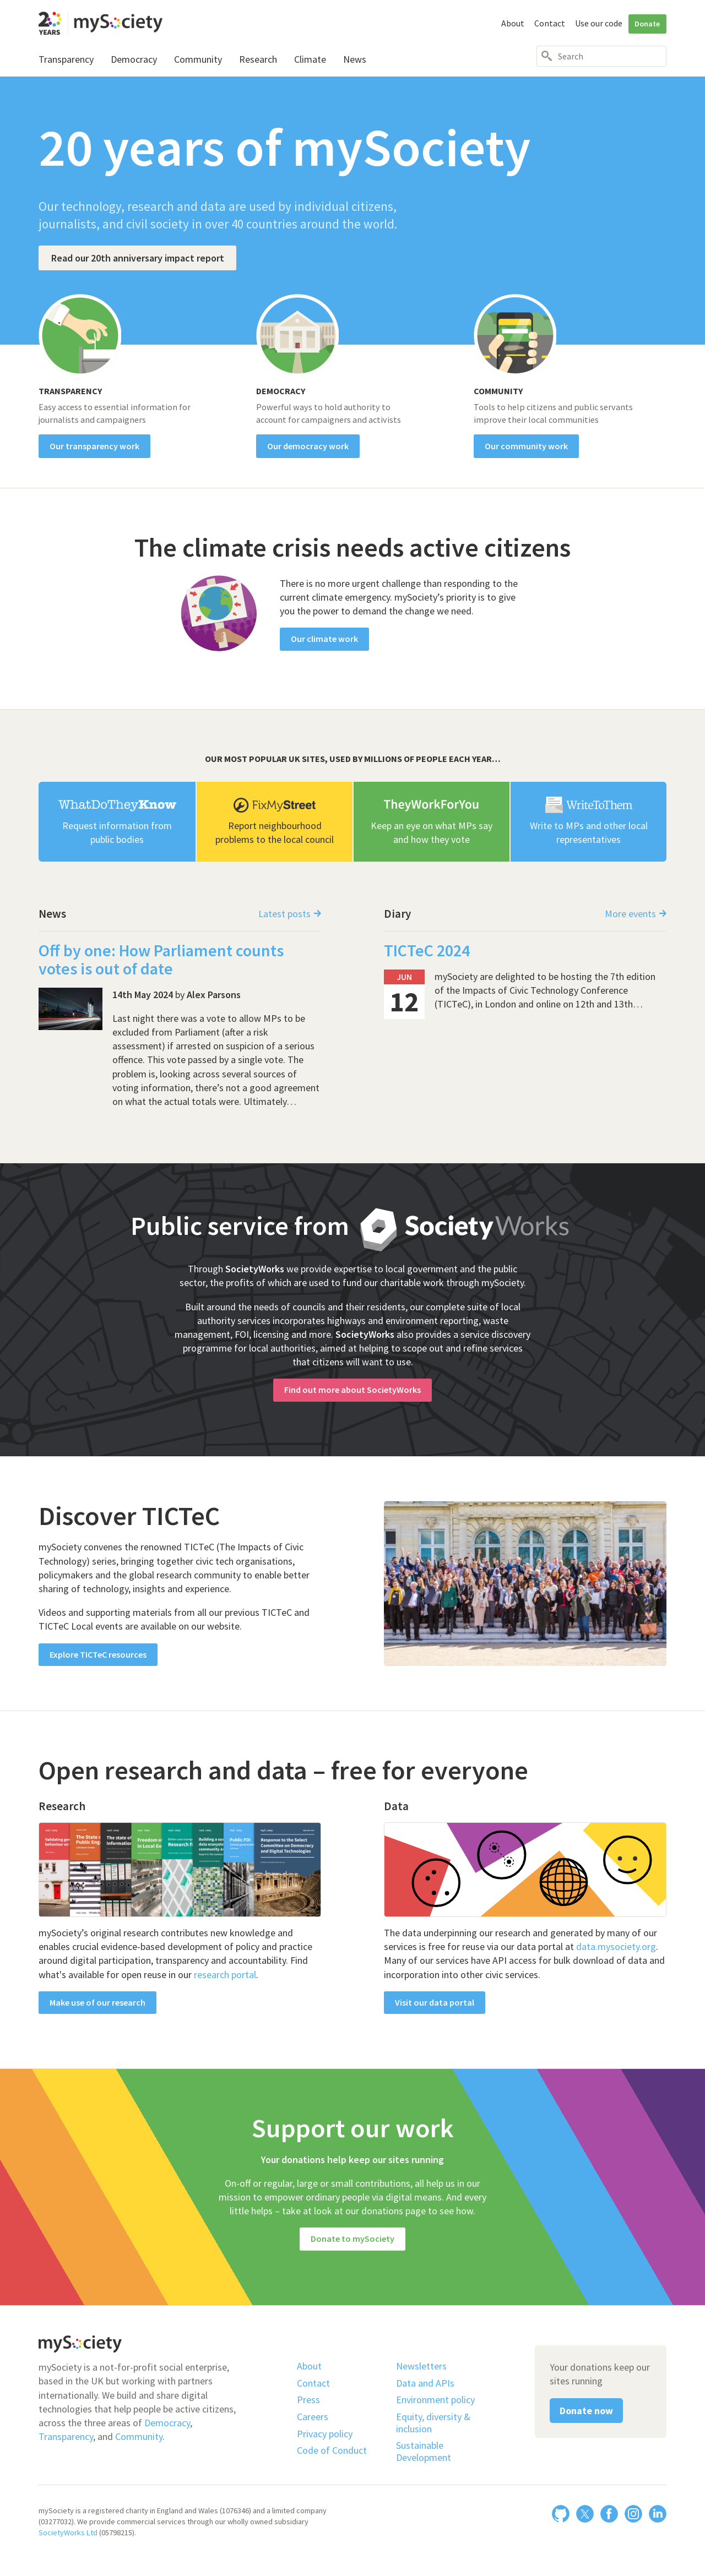 20 YEARS
mySociety
About
Contact
Use our code
Donate
Transparency
Democracy
Community
Research
Climate
News
Search
20 years of mySociety
Our technology, research and data are used by individual citizens,
journalists, and civil society in over 40 countries around the world.
Read our 20th anniversary impact report
TRANSPARENCY
Easy access to essential information for
journalists and campaigners
Our transparency work
DEMOCRACY
Powerful ways to hold authority to
account for campaigners and activists
Our democracy work
COMMUNITY
Tools to help citizens and public servants
improve their local communities
Our community work
The climate crisis needs active citizens
There is no more urgent challenge than responding to the
current climate emergency. mySociety’s priority is to give
you the power to demand the change we need.
Our climate work
OUR MOST POPULAR UK SITES, USED BY MILLIONS OF PEOPLE EACH YEAR…
WhatDoTheyKnow
Request information from
public bodies
FixMyStreet
Report neighbourhood
problems to the local council
TheyWorkForYou
Keep an eye on what MPs say
and how they vote
WriteToThem
Write to MPs and other local
representatives
News
Latest posts
Off by one: How Parliament counts
votes is out of date
14th May 2024 by Alex Parsons
Last night there was a vote to allow MPs to be
excluded from Parliament (after a risk
assessment) if arrested on suspicion of a serious
offence. This vote passed by a single vote. The
problem is, looking across several sources of
voting information, there’s not a good agreement
on what the actual totals were. Ultimately…
Diary
More events
TICTeC 2024
JUN
12
mySociety are delighted to be hosting the 7th edition
of the Impacts of Civic Technology Conference
(TICTeC), in London and online on 12th and 13th…
Public service from SocietyWorks
Through SocietyWorks we provide expertise to local government and the public
sector, the profits of which are used to fund our charitable work through mySociety.
Built around the needs of councils and their residents, our complete suite of local
authority services incorporates highways and environment reporting, waste
management, FOI, licensing and more. SocietyWorks also provides a service discovery
programme for local authorities, aimed at helping to scope out and refine services
that citizens will want to use.
Find out more about SocietyWorks
Discover TICTeC
mySociety convenes the renowned TICTeC (The Impacts of Civic
Technology) series, bringing together civic tech organisations,
policymakers and the global research community to enable better
sharing of technology, insights and experience.
Videos and supporting materials from all our previous TICTeC and
TICTeC Local events are available on our website.
Explore TICTeC resources
Open research and data – free for everyone
Research
Response to the Select
Committee on Democracy
and Digital Technologies
mySociety’s original research contributes new knowledge and
enables crucial evidence-based development of policy and practice
around digital participation, transparency and accountability. Find
what's available for open reuse in our research portal.
Make use of our research
Data
The data underpinning our research and generated by many of our
services is free for reuse via our data portal at data.mysociety.org.
Many of our services have API access for bulk download of data and
incorporation into other civic services.
Visit our data portal
Support our work
Your donations help keep our sites running
On-off or regular, large or small contributions, all help us in our
mission to empower ordinary people via digital means. And every
little helps – take at look at our donations page to see how.
Donate to mySociety
mySociety
mySociety is a not-for-profit social enterprise,
based in the UK but working with partners
internationally. We build and share digital
technologies that help people be active citizens,
across the three areas of Democracy,
Transparency, and Community.
About
Contact
Press
Careers
Privacy policy
Code of Conduct
Newsletters
Data and APIs
Environment policy
Equity, diversity &
inclusion
Sustainable
Development
Your donations keep our
sites running
Donate now
mySociety is a registered charity in England and Wales (1076346) and a limited company
(03277032). We provide commercial services through our wholly owned subsidiary
SocietyWorks Ltd (05798215).